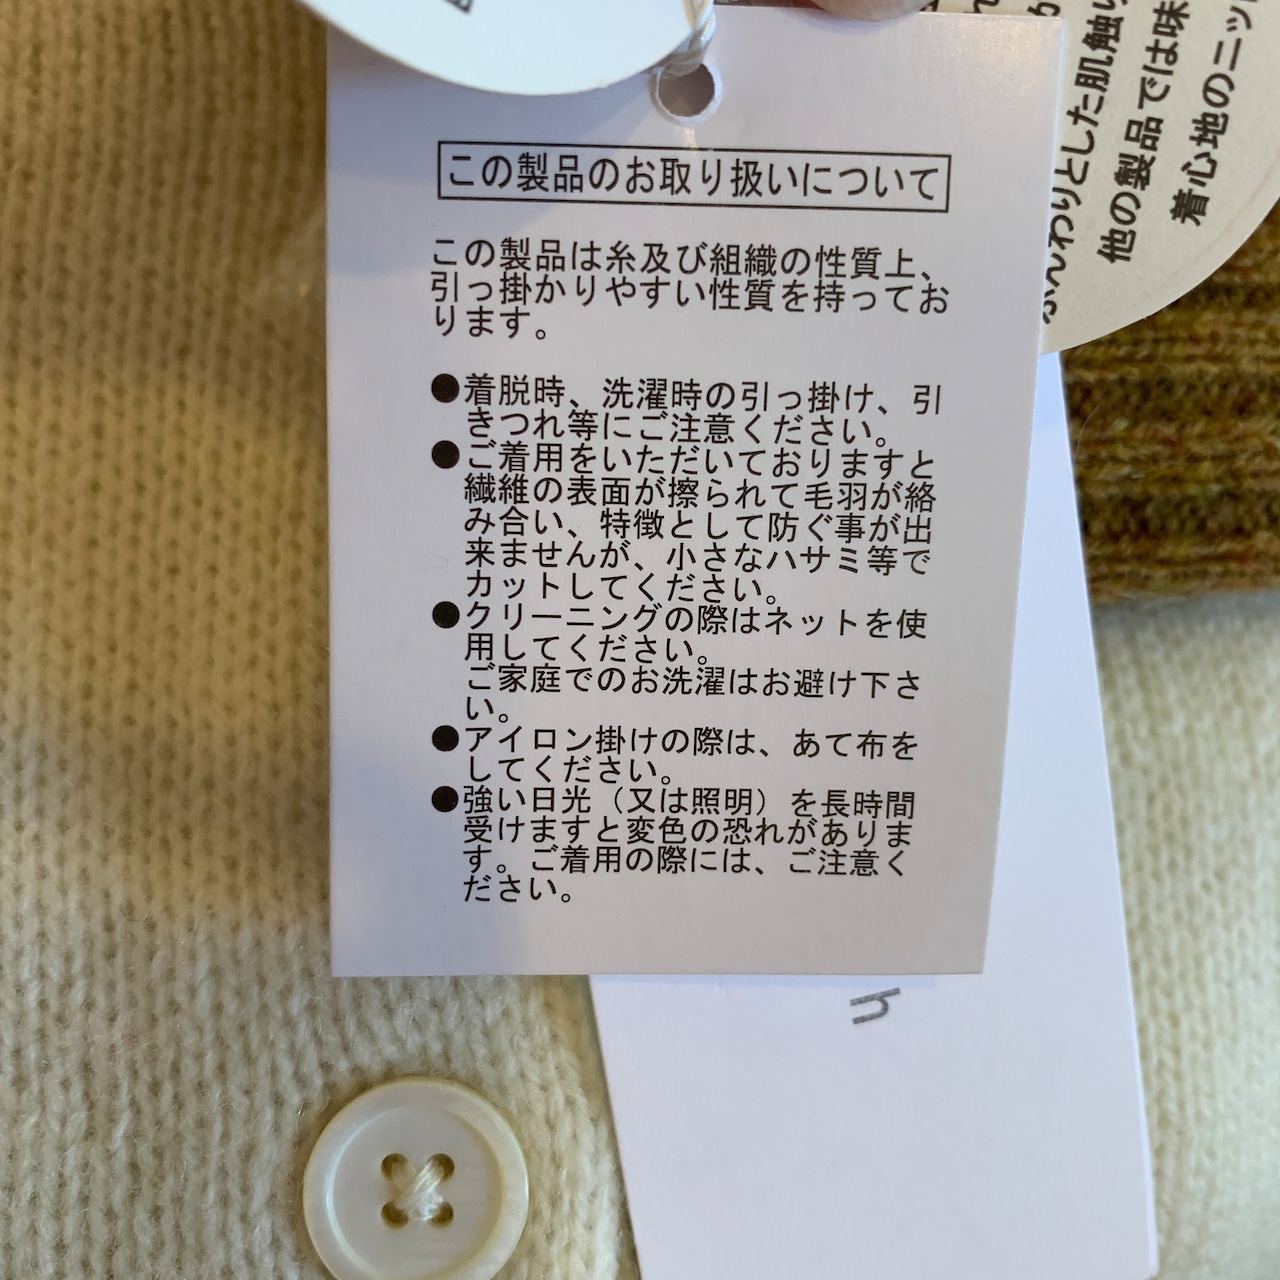 この製品のお取り扱いについて
この製品は糸及び組織の性質上、
引っ掛かりやすい性質を持ってお
ります。
●着脱時、洗濯時の引っ掛け、引
きつれ等にご注意ください。
●ご着用をいただいておりますと
繊維の表面が擦られて毛羽が絡
み合い、特徴として防ぐ事が出
来ませんが、小さなハサミ等で
カットしてください。
●クリーニングの際はネットを使
用してください。
ご家庭でのお洗濯はお避け下さ
い。
●アイロン掛けの際は、あて布を
してください。
●強い日光（又は照明）を長時間
受けますと変色の恐れがありま
す。ご着用の際には、ご注意く
ださい。
ふんわりとした肌触り
他の製品では味
着心地のニッ
h